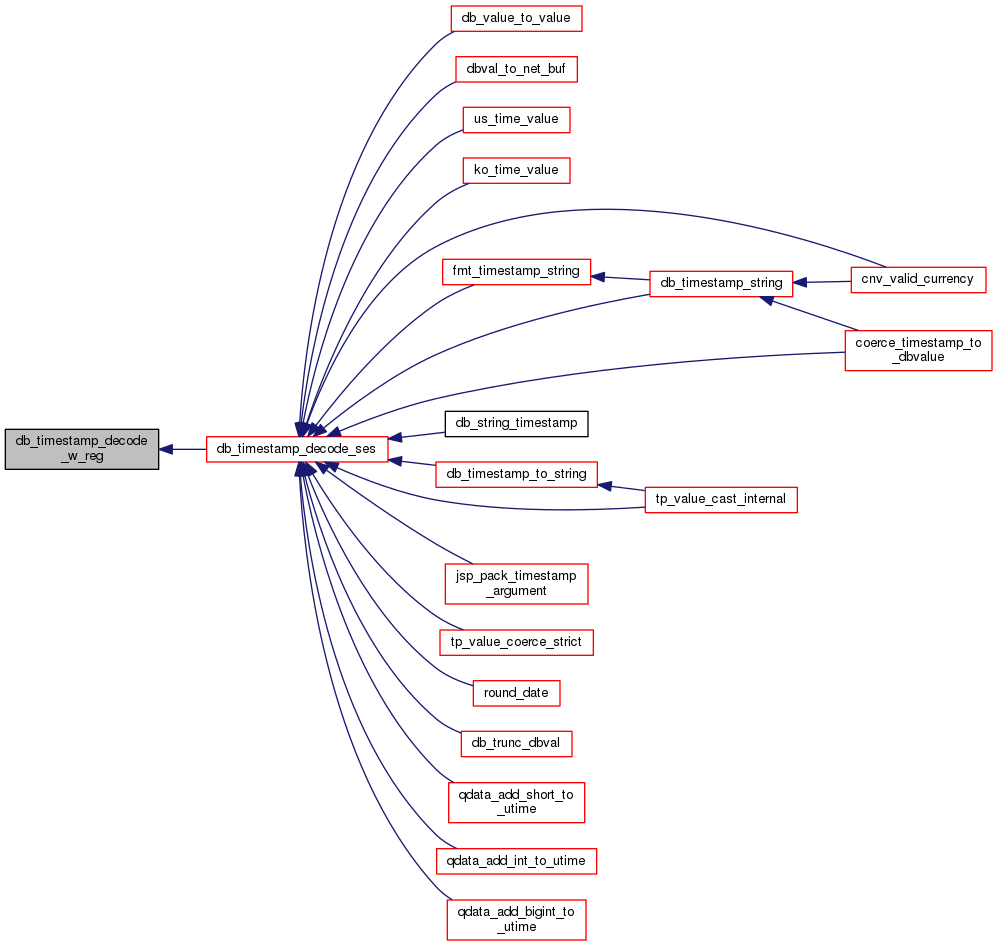 db_value_to_value
dbval_to_net_buf
us_time_value
ko_time_value
fmt_timestamp_string
db_timestamp_string
cnv_valid_currency
coerce_timestamp_to
_dbvalue
db_timestamp_decode
_w_reg
db_timestamp_decode_ses
db_string_timestamp
db_timestamp_to_string
tp_value_cast_internal
jsp_pack_timestamp
_argument
tp_value_coerce_strict
round_date
db_trunc_dbval
qdata_add_short_to
_utime
qdata_add_int_to_utime
qdata_add_bigint_to
_utime